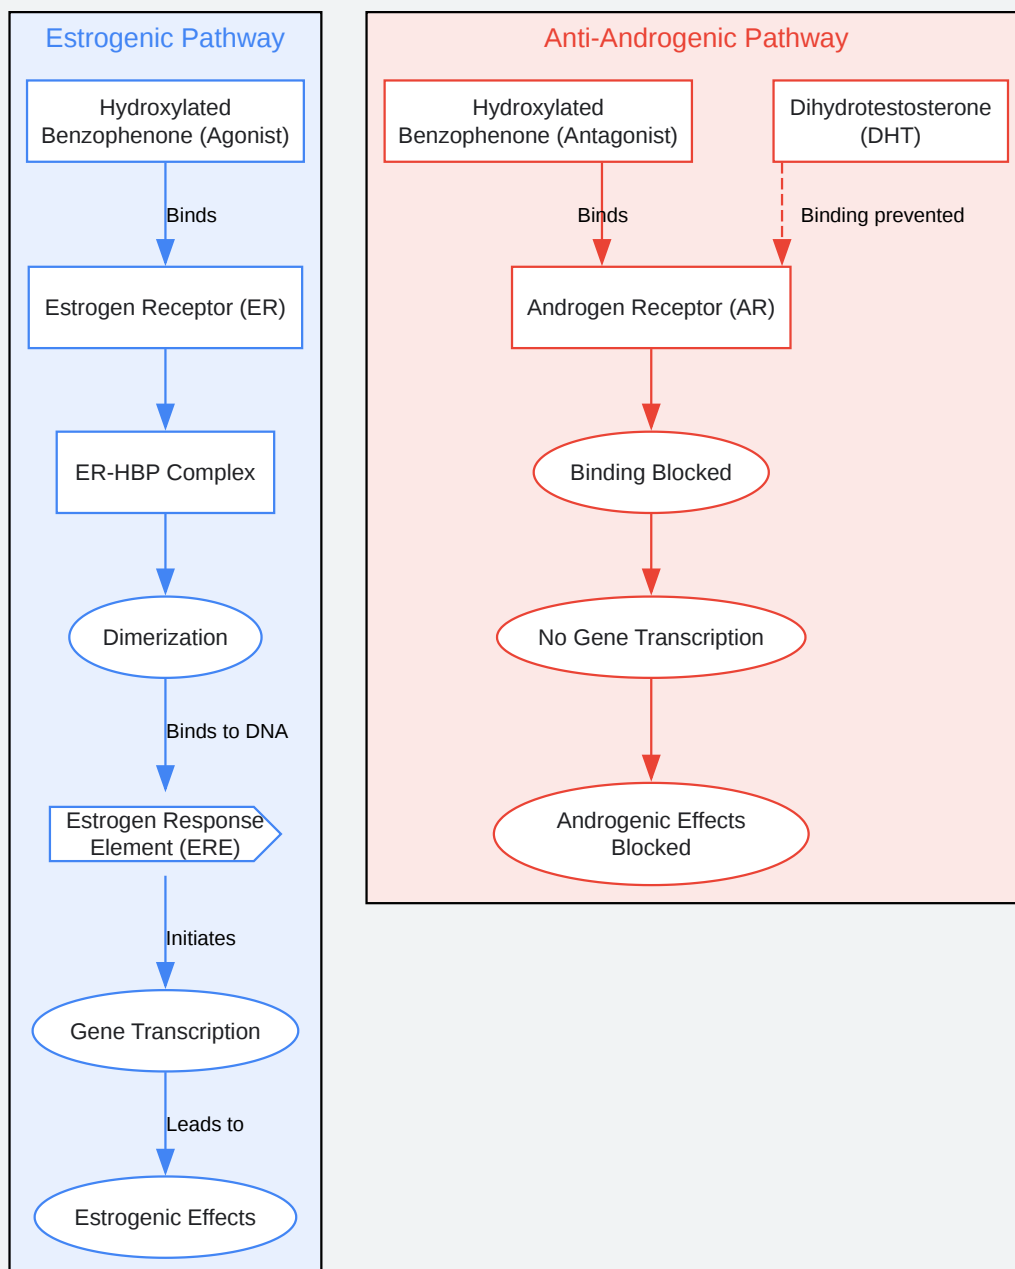 Estrogenic Pathway
Hydroxylated
Benzophenone (Agonist)
Binds
Estrogen Receptor (ER)
ER-HBP Complex
Dimerization
Binds to DNA
Estrogen Response
Element (ERE)
Initiates
Gene Transcription
Leads to
Estrogenic Effects
Anti-Androgenic Pathway
Hydroxylated
Benzophenone (Antagonist)
Dihydrotestosterone
(DHT)
Binds
Binding prevented
Androgen Receptor (AR)
Binding Blocked
No Gene Transcription
Androgenic Effects
Blocked